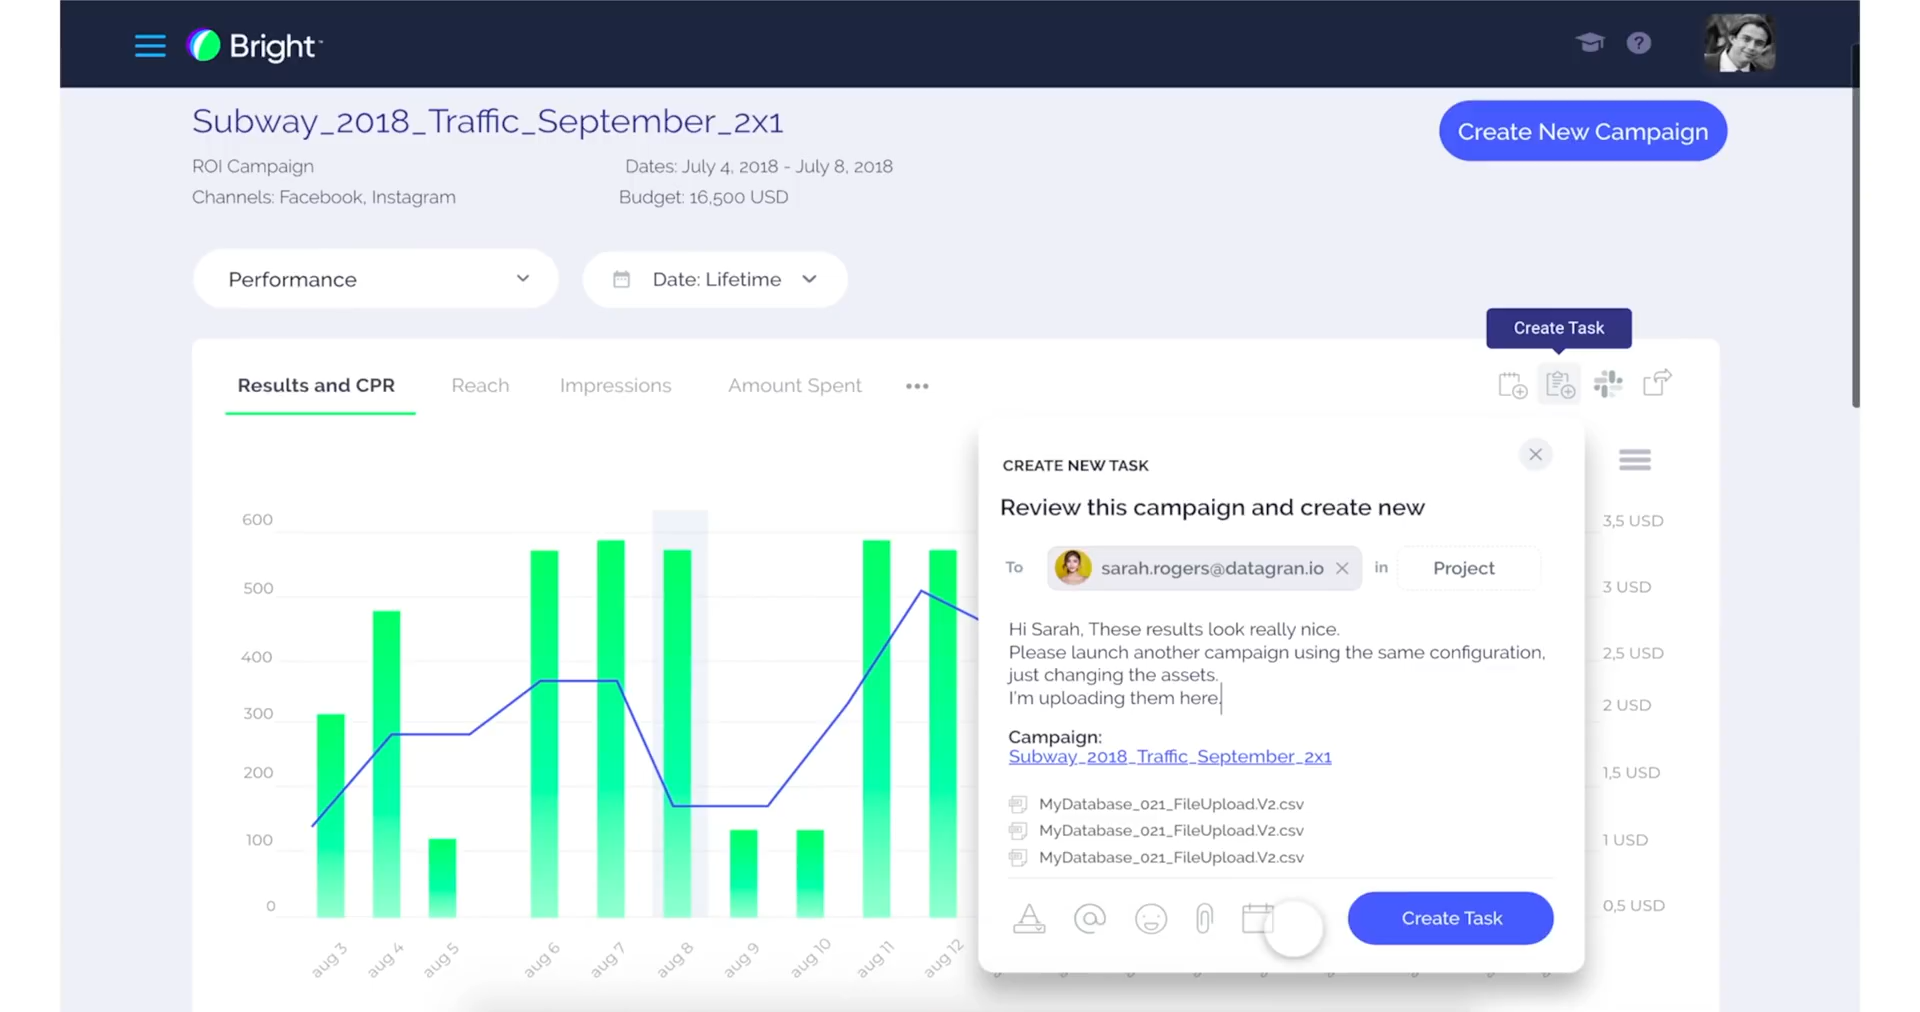 Bright™
Subway_2018_Traffic_September_2x1
Create New Campaign
ROI Campaign
Dates: July 4, 2018 - July 8, 2018
Channels: Facebook, Instagram
Budget: 16,500 USD
Performance
Date: Lifetime
Create Task
Results and CPR
Reach
Impressions
Amount Spent
CREATE NEW TASK
Review this campaign and create new
To
sarah.rogers@datagran.io
in
Project
Hi Sarah, These results look really nice.
Please launch another campaign using the same configuration,
just changing the assets.
I'm uploading them here.
Campaign:
Subway_2018_Traffic_September_2x1
MyDatabase_021_FileUpload.V2.csv
MyDatabase_021_FileUpload.V2.csv
MyDatabase_021_FileUpload.V2.csv
Create Task
600
500
400
300
200
100
0
3,5 USD
3 USD
2,5 USD
2 USD
1,5 USD
1 USD
0,5 USD
aug 3
aug 4
aug 5
aug 6
aug 7
aug 8
aug 9
aug 10
aug 11
aug 12